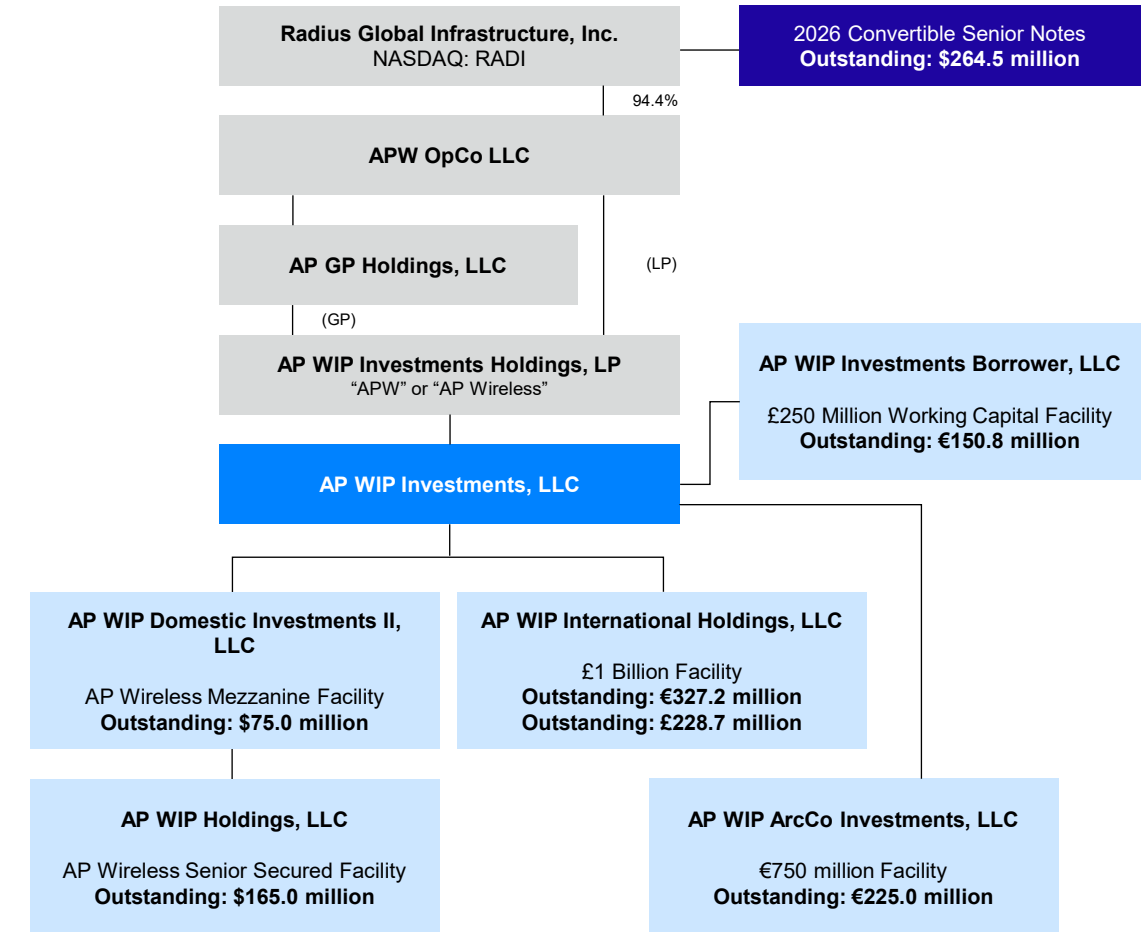 Radius Global Infrastructure, Inc.
NASDAQ: RADI
2026 Convertible Senior Notes
Outstanding: $264.5 million
94.4%
APW OpCo LLC
AP GP Holdings, LLC
(LP)
(GP)
AP WIP Investments Holdings, LP
“APW” or “AP Wireless”
AP WIP Investments Borrower, LLC
£250 Million Working Capital Facility
Outstanding: €150.8 million
AP WIP Investments, LLC
AP WIP Domestic Investments II,
LLC
AP Wireless Mezzanine Facility
Outstanding: $75.0 million
AP WIP International Holdings, LLC
£1 Billion Facility
Outstanding: €327.2 million
Outstanding: £228.7 million
AP WIP Holdings, LLC
AP Wireless Senior Secured Facility
Outstanding: $165.0 million
AP WIP ArcCo Investments, LLC
€750 million Facility
Outstanding: €225.0 million